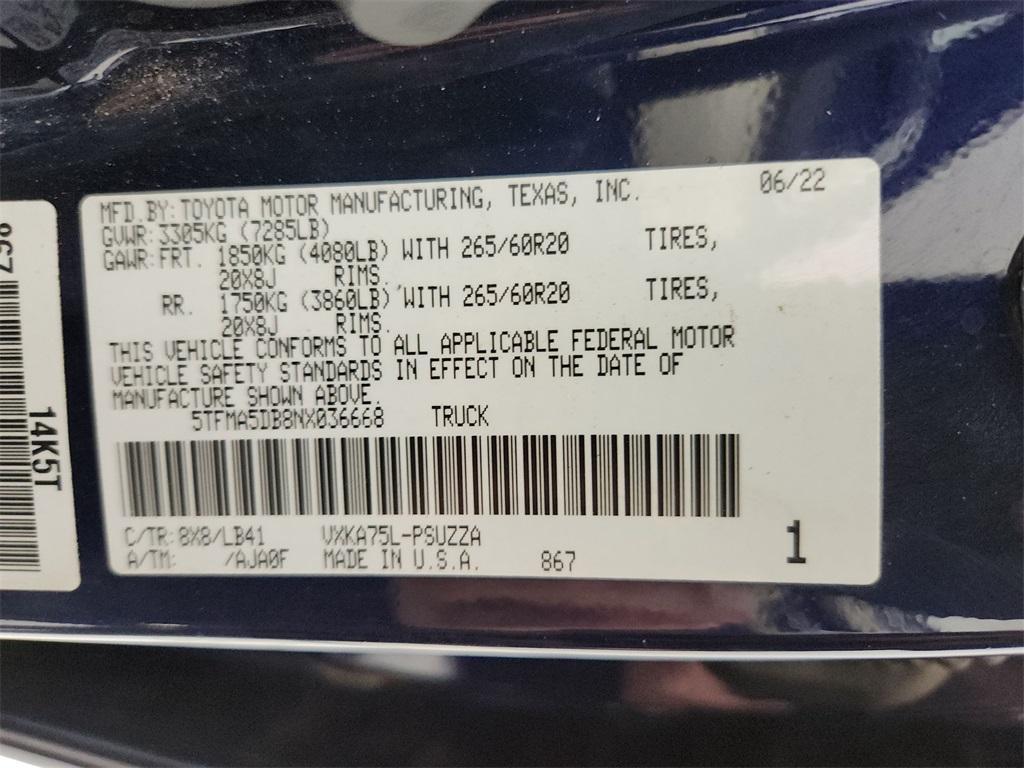 MFD.BY:TOYOTA MOTOR MANUFACTURING, TEXAS, INC. 06/22
GVWR:3305KG (7285LB)
GAWR:FRT. 1850KG (4080LB) WITH 265/60R20 TIRES,
20X8J RIMS.
RR. 1750KG (3860LB) WITH 265/60R20 TIRES,
20X8J RIMS.
THIS VEHICLE CONFORMS TO ALL APPLICABLE FEDERAL MOTOR
VEHICLE SAFETY STANDARDS IN EFFECT ON THE DATE OF
MANUFACTURE SHOWN ABOVE.
5TFMA5DB8NX036668 TRUCK
C/TR:8X8/LB41 VXKA75L-PSUZZA
A/TM: /AJA0F MADE IN U.S.A. 867 1
867
14K5T